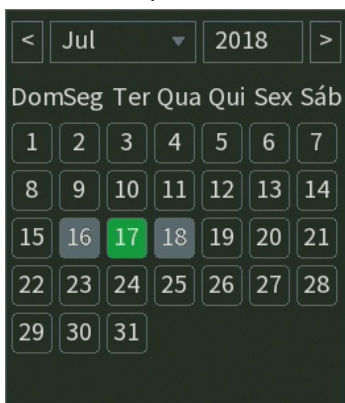 < Jul 2018 >
Dom Seg Ter Qua Qui Sex Sáb
1 2 3 4 5 6 7
8 9 10 11 12 13 14
15 16 17 18 19 20 21
22 23 24 25 26 27 28
29 30 31